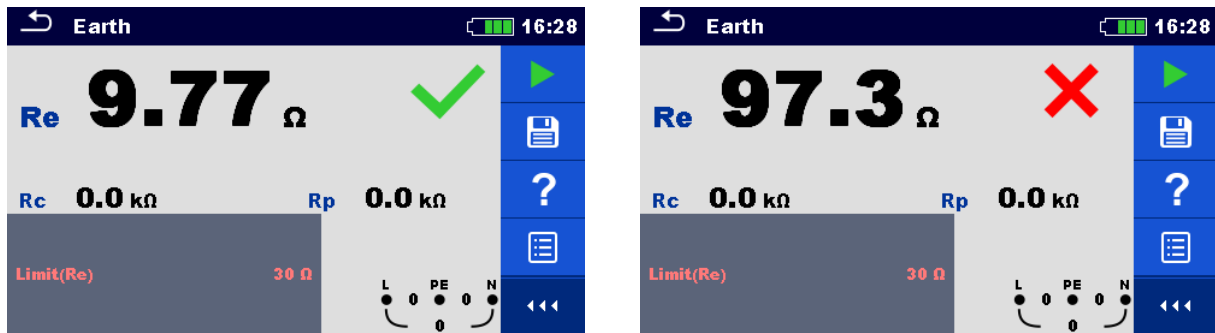 Earth 16:28
Re 9.77 Ω
Rc 0.0 kΩ Rp 0.0 kΩ
?
Limit(Re) 30 Ω
L PE N
0 0
0
Earth 16:28
Re 97.3 Ω
Rc 0.0 kΩ Rp 0.0 kΩ
?
Limit(Re) 30 Ω
L PE N
0 0
0